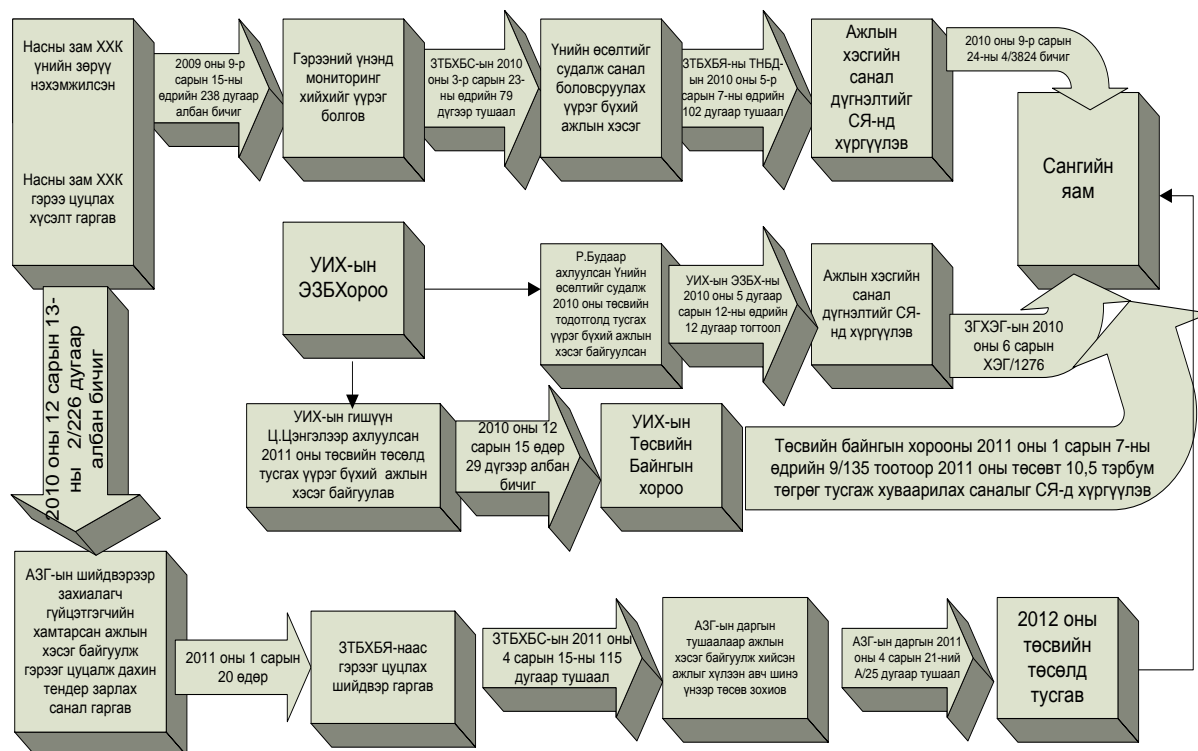 Насны зам ХХК
үнийн зөрүү
нэхэмжилсэн
Насны зам ХХК
гэрээ цуцлах
хүсэлт гаргав
2009 оны 9-р
сарын 15-ны
өдрийн 238 дугаар
албан бичиг
Гэрээний үнэнд
мониторинг
хийхийг үүрэг
болгов
ЗТБХБС-ын 2010
оны 3-р сарын 23-
ны өдрийн 79
дүгээр тушаал
Үнийн өсөлтийг
судалж санал
боловсруулах
үүрэг бүхий
ажлын хэсэг
ЗТБХБЯ-ны ТНБД-
ын 2010 оны 5-р
сарын 7-ны өдрийн
102 дугаар тушаал
Ажлын
хэсгийн
санал
дүгнэлтийг
СЯ-нд
хүргүүлэв
2010 оны 9-р сарын
24-ны 4/3824 бичиг
Сангийн
яам
УИХ-ын
ЭЗБХороо
Р.Будаар
ахлуулсан Үнийн
өсөлтийг судалж
2010 оны төсвийн
тодотголд тусгах
үүрэг бүхий ажлын
хэсэг байгуулсан
УИХ-ын ЭЗБХ-ны
2010 оны 5 дугаар
сарын 12-ны өдрийн
12 дугаар тогтоол
Ажлын хэсгийн
санал
дүгнэлтийг СЯ-
нд хүргүүлэв
ЗГХЭГ-ын 2010
оны 6 сарын
ХЭГ/1276
2010 оны 12 сарын 13-
ны 2/226 дугаар
албан бичиг
УИХ-ын гишүүн
Ц.Цэнгэлээр ахлуулсан
2011 оны төсвийн төсөлд
тусгах үүрэг бүхий ажлын
хэсэг байгуулав
2010 оны 12
сарын 15 өдөр
29 дүгээр албан
бичиг
УИХ-ын
Төсвийн
Байнгын
хороо
Төсвийн байнгын хорооны 2011 оны 1 сарын 7-ны
өдрийн 9/135 тоотоор 2011 оны төсөвт 10,5 тэрбум
төгрөг тусгаж хуваарилах саналыг СЯ-д хүргүүлэв
АЗГ-ын шийдвэрээр
захиалагч
гүйцэтгэгчийн
хамтарсан ажлын
хэсэг байгуулж
гэрээг цуцалж дахин
тендер зарлах
санал гаргав
2011 оны 1 сарын
20 өдөр
ЗТБХБЯ-наас
гэрээ цуцлах
шийдвэр гаргав
ЗТБХБС-ын 2011 оны
4 сарын 15-ны 115
дугаар тушаал
АЗГ-ын даргын
тушаалаар ажлын
хэсэг байгуулж хийсэн
ажлыг хүлээн авч шинэ
үнээр төсөв зохиов
АЗГ-ын даргын 2011
оны 4 сарын 21-ний
А/25 дугаар тушаал
2012 оны
төсвийн
төсөлд
тусгав